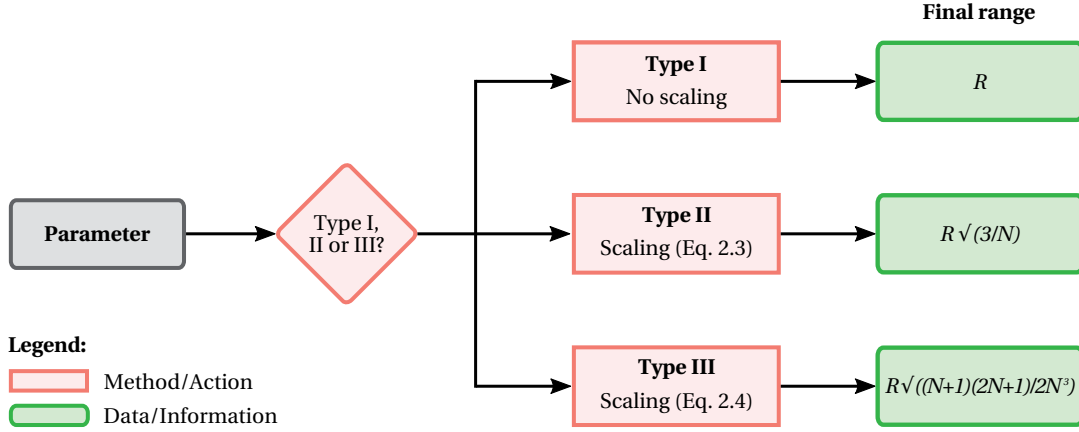 Final range
Type I
No scaling
R
Parameter
Type I,
II or III?
Type II
Scaling (Eq. 2.3)
R √(3/N)
Type III
Scaling (Eq. 2.4)
R√((N+1)(2N+1)/2N³)
Legend:
Method/Action
Data/Information